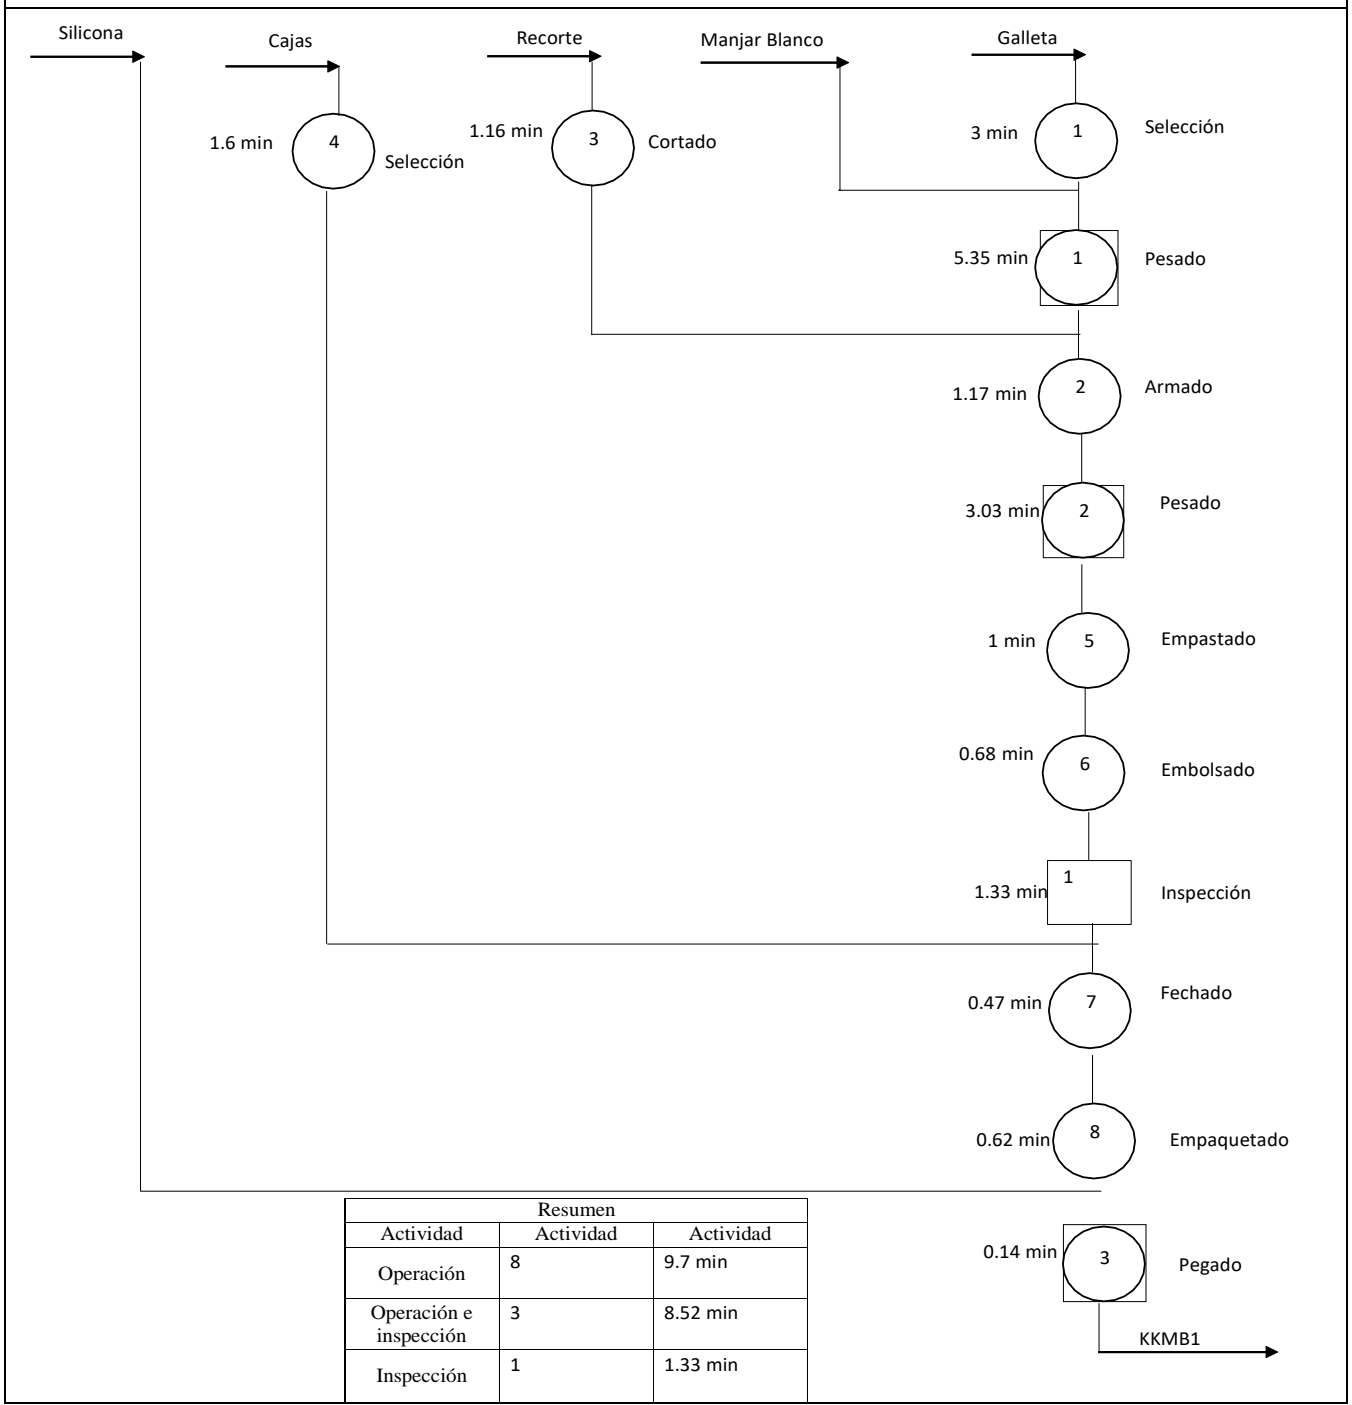 Silicona
Cajas
Recorte
Manjar Blanco
Galleta
1.6 min
4
Selección
1.16 min
3
Cortado
3 min
1
Selección
5.35 min
1
Pesado
1.17 min
2
Armado
3.03 min
2
Pesado
1 min
5
Empastado
0.68 min
6
Embolsado
1.33 min
1
Inspección
0.47 min
7
Fechado
0.62 min
8
Empaquetado
0.14 min
3
Pegado
KKMB1
Resumen
Actividad Actividad Actividad
Operación 8 9.7 min
Operación e
inspección 3 8.52 min
Inspección 1 1.33 min